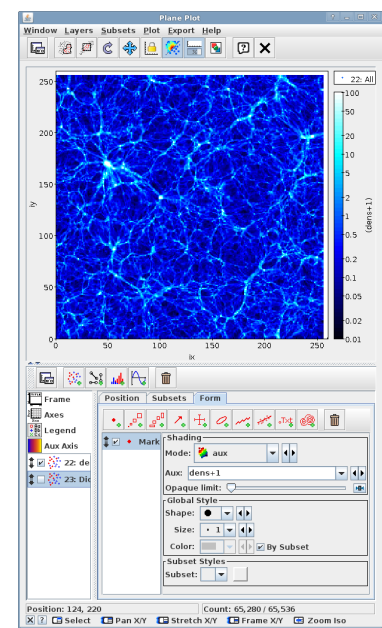 Plane Plot
Window Layers Subsets Plot Export Help
22: All
250
200
150
100
50
0
iy
0 50 100 150 200 250
ix
100
50
20
10
5
2
1
0.5
0.2
0.1
0.05
0.02
0.01
(dens+1)
Frame
Axes
Legend
Aux Axis
22: de
23: Dic
Position Subsets Form
Mark
Shading
Mode: aux
Aux: dens+1
Opaque limit:
Global Style
Shape:
Size: 1
Color: By Subset
Subset Styles
Subset:
Position: 124, 220 Count: 65,280 / 65,536
Select Pan X/Y Stretch X/Y Frame X/Y Zoom Iso